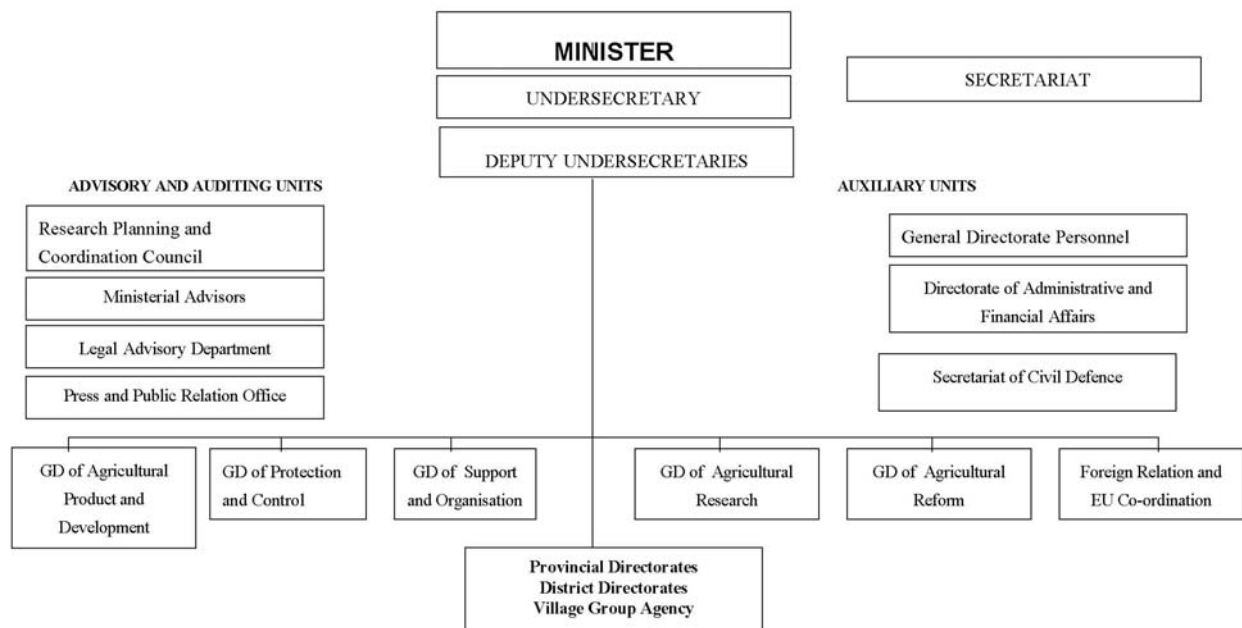 MINISTER
UNDERSECRETARY
SECRETARIAT
DEPUTY UNDERSECRETARIES
ADVISORY AND AUDITING UNITS
Research Planning and
Coordination Council
Ministerial Advisors
Legal Advisory Department
Press and Public Relation Office
AUXILIARY UNITS
General Directorate Personnel
Directorate of Administrative and
Financial Affairs
Secretariat of Civil Defence
GD of Agricultural
Product and
Development
GD of Protection
and Control
GD of Support
and Organisation
GD of Agricultural
Research
GD of Agricultural
Reform
Foreign Relation and
EU Co-ordination
Provincial Directorates
District Directorates
Village Group Agency